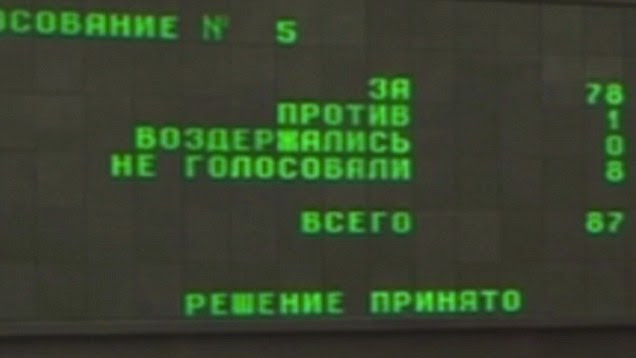 ОСОВАНИЕ № 5
ЗА 78
ПРОТИВ 1
ВОЗДЕРЖАЛИСЬ 0
НЕ ГОЛОСОВАЛИ 8
ВСЕГО 87
РЕШЕНИЕ ПРИНЯТО